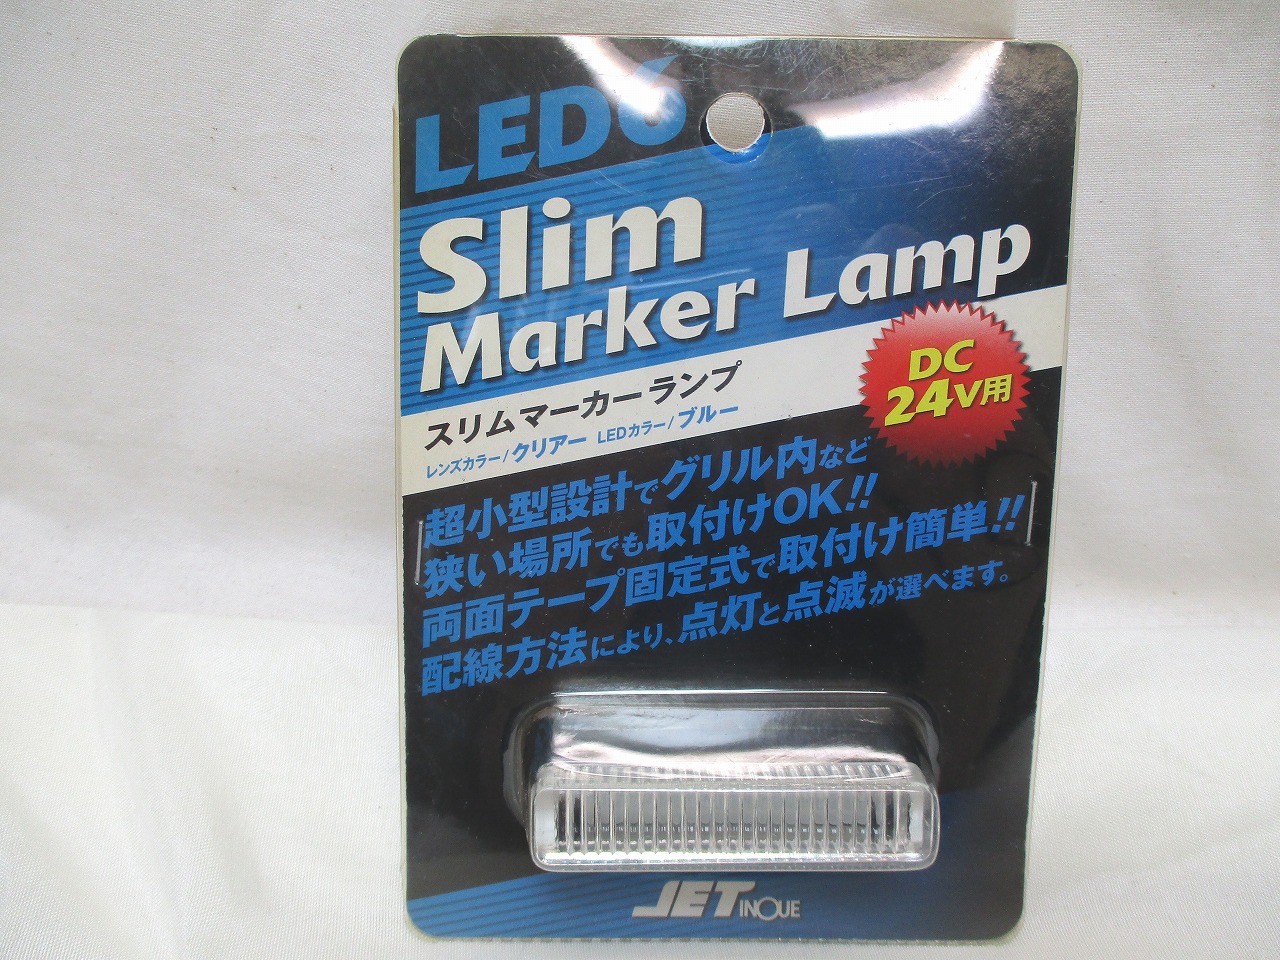 LED6
Slim
Marker Lamp
スリムマーカーランプ
レンズカラー/クリアー LEDカラー/ブルー
DC
24V用
超小型設計でグリル内など
狭い場所でも取付けOK!!
両面テープ固定式で取付け簡単!!
配線方法により、点灯と点滅が選べます。
JET INOUE